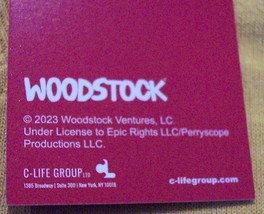 WOODSTOCK
© 2023 Woodstock Ventures, LC.
Under License to Epic Rights LLC/Perryscope
Productions LLC.
C-LIFE GROUP LTD
1385 Broadway | Suite 300 | New York, NY 10018
c-lifegroup.com